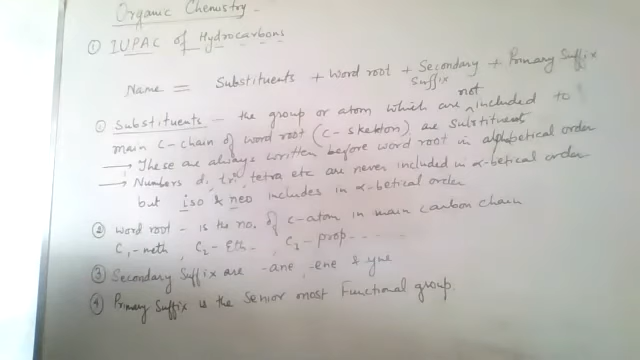 Organic Chemistry.
① IUPAC of Hydrocarbons
Name = Substituents + Word root + Secondary Suffix + Primary Suffix
① Substituents - the group or atom which are not included to
main C-chain of word root (C-skeleton) are Substituent
→ These are always written before word root in alphabetical order
→ Numbers di, tri, tetra etc are never included in α-betical order
but iso & neo includes in α-betical order
② Word root - is the no. of C-atom in main carbon chain
C₁-meth, C₂-Eth-, C₃-prop- - - - -
③ Secondary Suffix are -ane, -ene & yne
④ Primary Suffix is the Senior most Functional group.